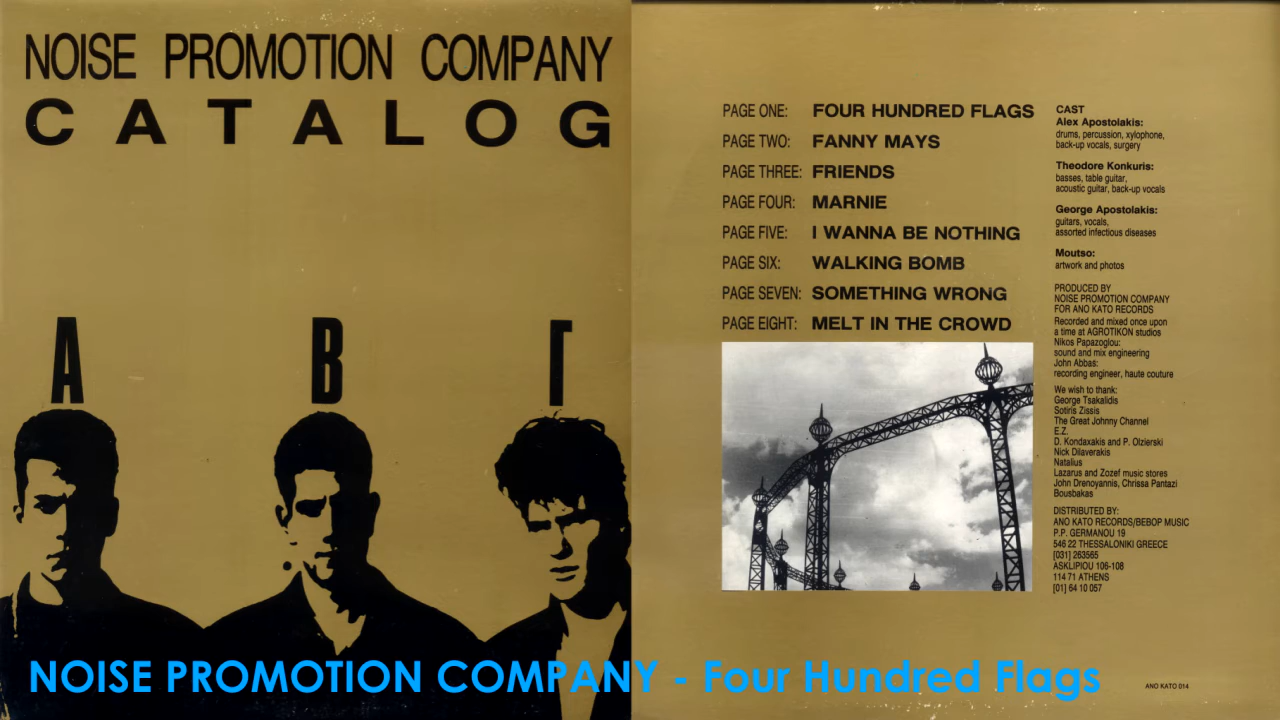 NOISE PROMOTION COMPANY
CATALOG
Α Β Γ
PAGE ONE: FOUR HUNDRED FLAGS
PAGE TWO: FANNY MAYS
PAGE THREE: FRIENDS
PAGE FOUR: MARNIE
PAGE FIVE: I WANNA BE NOTHING
PAGE SIX: WALKING BOMB
PAGE SEVEN: SOMETHING WRONG
PAGE EIGHT: MELT IN THE CROWD
CAST
Alex Apostolakis:
drums, percussion, xylophone,
back-up vocals, surgery
Theodore Konkuris:
basses, table guitar,
acoustic guitar, back-up vocals
George Apostolakis:
guitars, vocals,
assorted infectious diseases
Moutso:
artwork and photos
PRODUCED BY
NOISE PROMOTION COMPANY
FOR ANO KATO RECORDS
Recorded and mixed once upon
a time at AGROTIKON studios
Nikos Papazoglou:
sound and mix engineering
John Abbas:
recording engineer, haute couture
We wish to thank:
George Tsakalidis
Sotiris Zissis
The Great Johnny Channel
E.Z.
D. Kondaxakis and P. Olzierski
Nick Dilaverakis
Natalius
Lazarus and Zozef music stores
John Drenoyannis, Chrissa Pantazi
Bousbakas
DISTRIBUTED BY:
ANO KATO RECORDS/BEBOP MUSIC
P.P. GERMANOU 19
546 22 THESSALONIKI GREECE
[031] 263565
ASKLIPIOU 106-108
114 71 ATHENS
[01] 64 10 057
ANO KATO 014
NOISE PROMOTION COMPANY - Four Hundred Flags